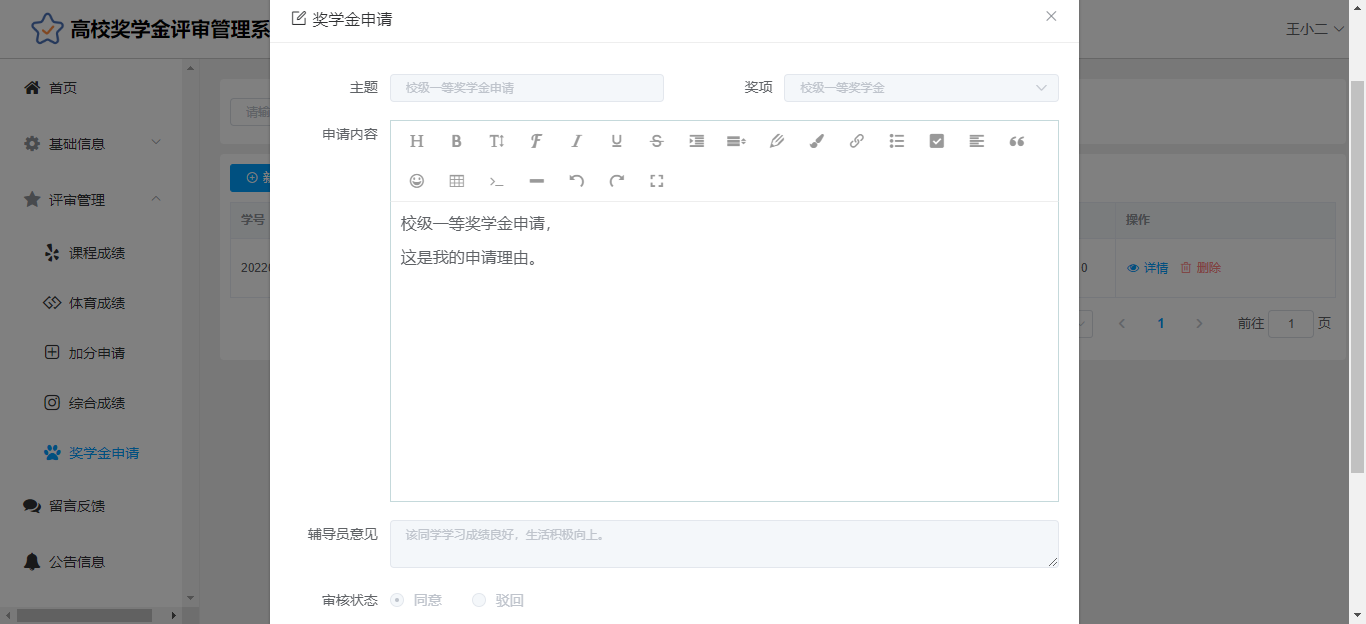 高校奖学金评审管理系
王小二
首页
基础信息
评审管理
课程成绩
体育成绩
加分申请
综合成绩
奖学金申请
留言反馈
公告信息
请编
新
学号
操作
2022
0
详情 删除
1
前往 1 页
奖学金申请
主题 校级一等奖学金申请 奖项 校级一等奖学金
申请内容
校级一等奖学金申请，
这是我的申请理由。
辅导员意见 该同学学习成绩良好，生活积极向上。
审核状态 同意 驳回